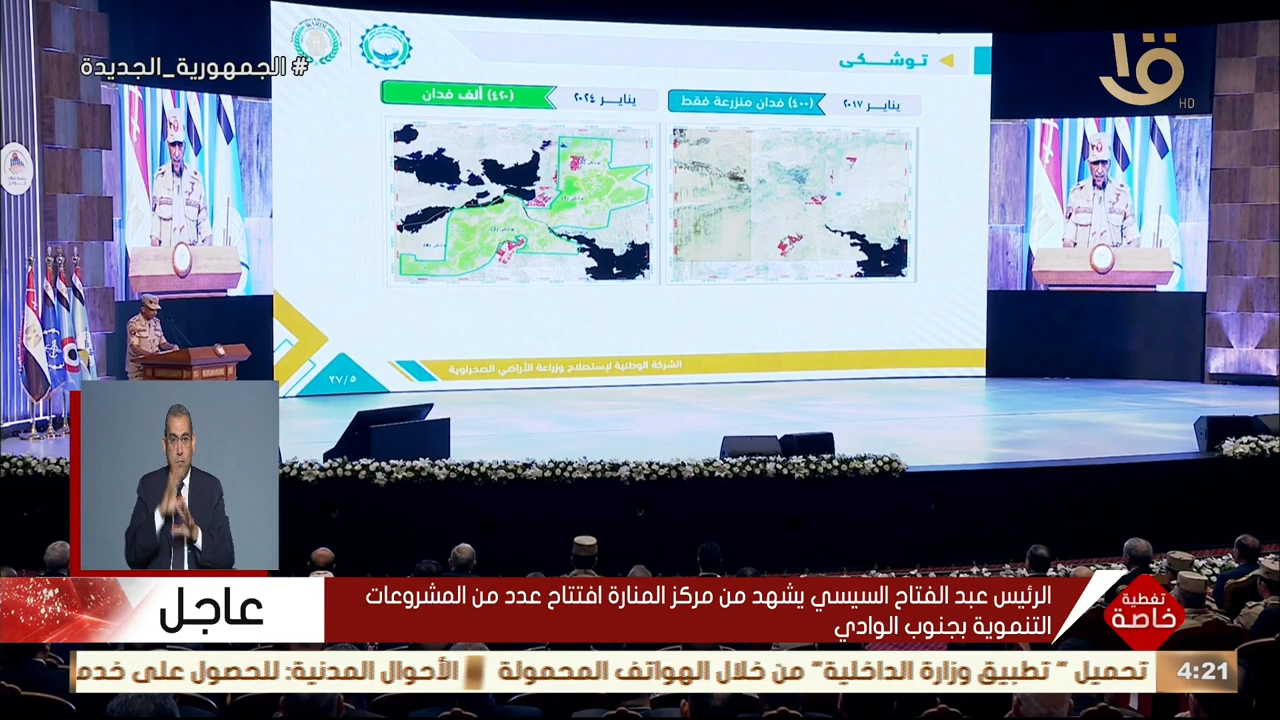 #الجمهورية_الجديدة
توشــكى
HD
يناير ٢٠١٧
(٤٠٠) فدان منزرعة فقط
يناير ٢٠٢٤
(٤٢٠) ألف فدان
الشركة الوطنية لإستصلاح وزراعة الأراضي الصحراوية
٢٧/٥
تغطية
خاصة
الرئيس عبد الفتاح السيسي يشهد من مركز المنارة افتتاح عدد من المشروعات
التنموية بجنوب الوادي
عاجل
تحميل " تطبيق وزارة الداخلية" من خلال الهواتف المحمولة
الأحوال المدنية: للحصول على خدم
4:21